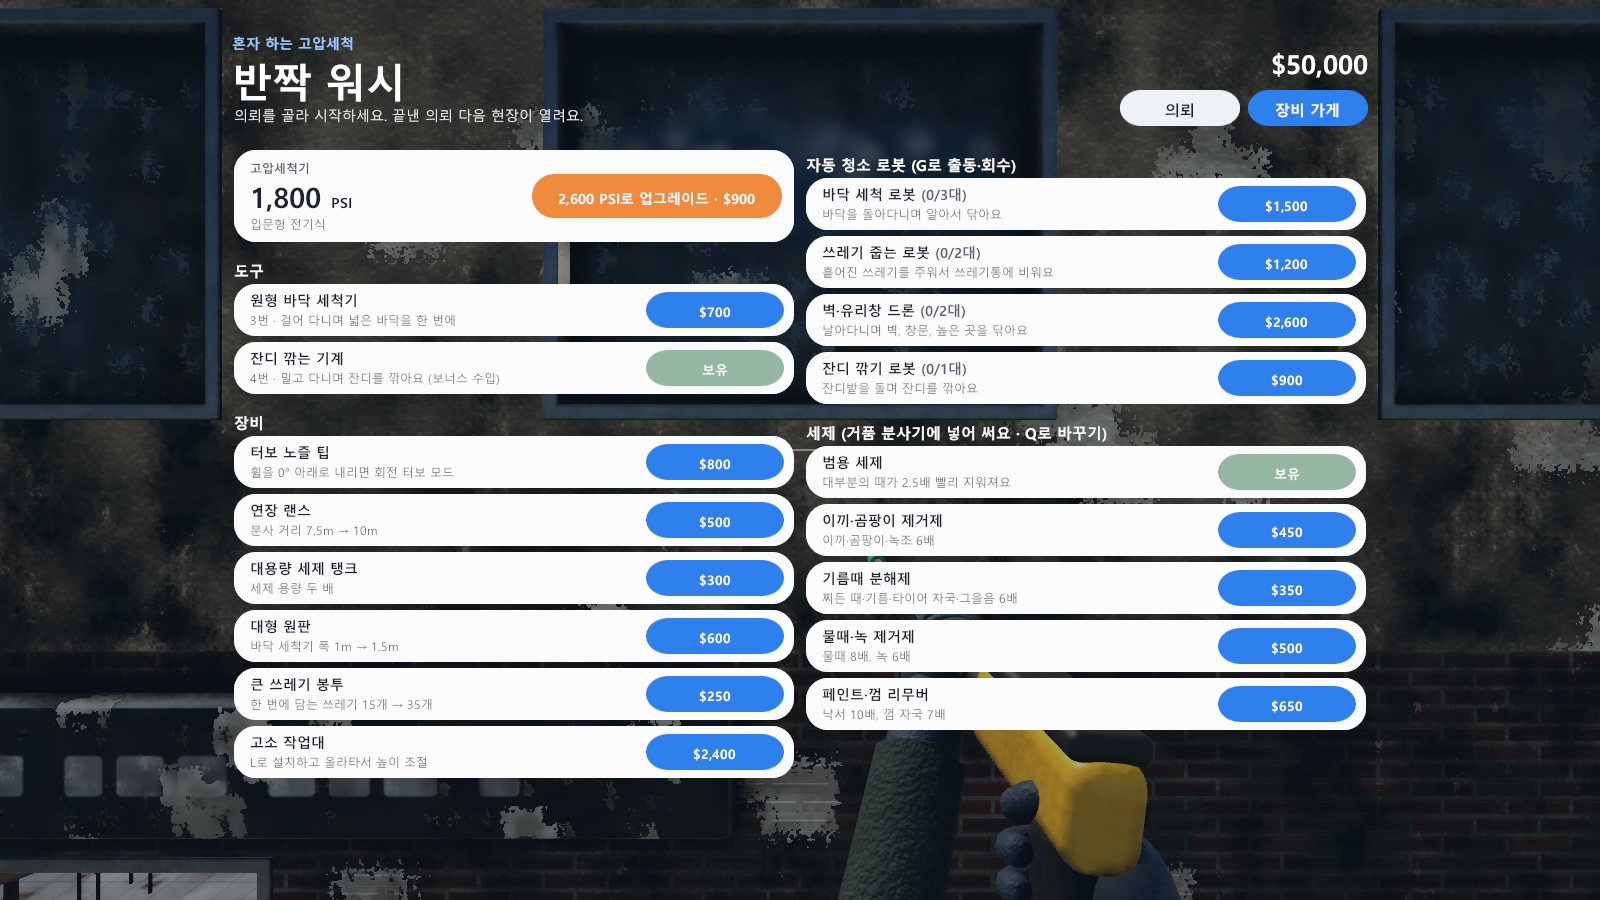 혼자 하는 고압세척
반짝 워시
의뢰를 골라 시작하세요. 끝낸 의뢰 다음 현장이 열려요.
$50,000
의뢰
장비 가게
고압세척기
1,800 PSI
입문형 전기식
2,600 PSI로 업그레이드 · $900
도구
원형 바닥 세척기
3번 · 걸어 다니며 넓은 바닥을 한 번에
$700
잔디 깎는 기계
4번 · 밀고 다니며 잔디를 깎아요 (보너스 수입)
보유
장비
터보 노즐 팁
휠을 0° 아래로 내리면 회전 터보 모드
$800
연장 랜스
분사 거리 7.5m → 10m
$500
대용량 세제 탱크
세제 용량 두 배
$300
대형 원판
바닥 세척기 폭 1m → 1.5m
$600
큰 쓰레기 봉투
한 번에 담는 쓰레기 15개 → 35개
$250
고소 작업대
L로 설치하고 올라타서 높이 조절
$2,400
자동 청소 로봇 (G로 출동·회수)
바닥 세척 로봇 (0/3대)
바닥을 돌아다니며 알아서 닦아요
$1,500
쓰레기 줍는 로봇 (0/2대)
흩어진 쓰레기를 주워서 쓰레기통에 비워요
$1,200
벽·유리창 드론 (0/2대)
날아다니며 벽, 창문, 높은 곳을 닦아요
$2,600
잔디 깎기 로봇 (0/1대)
잔디밭을 돌며 잔디를 깎아요
$900
세제 (거품 분사기에 넣어 써요 · Q로 바꾸기)
범용 세제
대부분의 때가 2.5배 빨리 지워져요
보유
이끼·곰팡이 제거제
이끼·곰팡이·녹조 6배
$450
기름때 분해제
찌든 때·기름·타이어 자국·그을음 6배
$350
물때·녹 제거제
물때 8배, 녹 6배
$500
페인트·껌 리무버
낙서 10배, 껌 자국 7배
$650